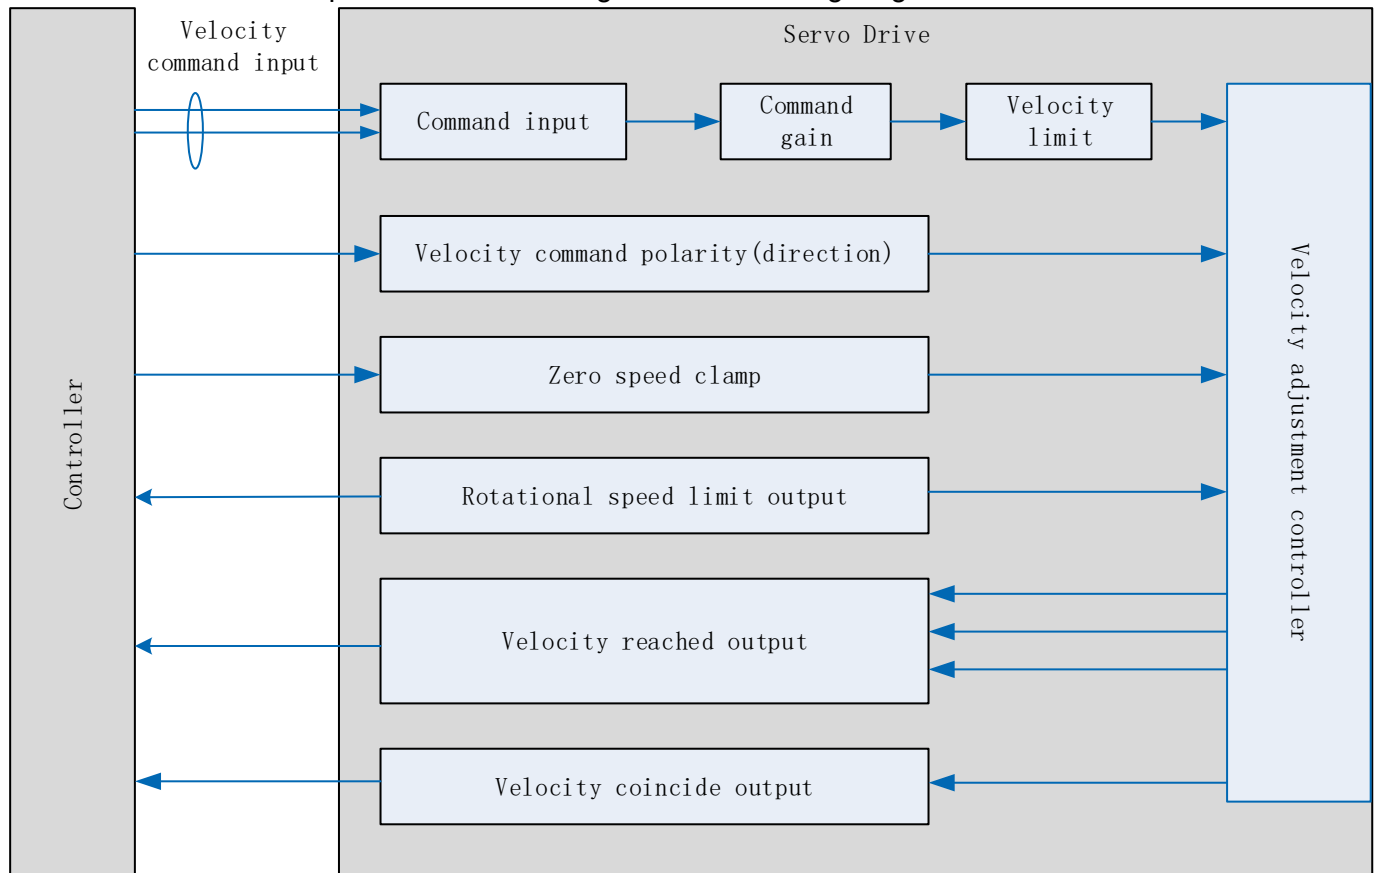 Velocity
command input
Servo Drive
Command input
Command
gain
Velocity
limit
Velocity command polarity(direction)
Zero speed clamp
Rotational speed limit output
Velocity reached output
Velocity coincide output
Controller
Velocity adjustment controller